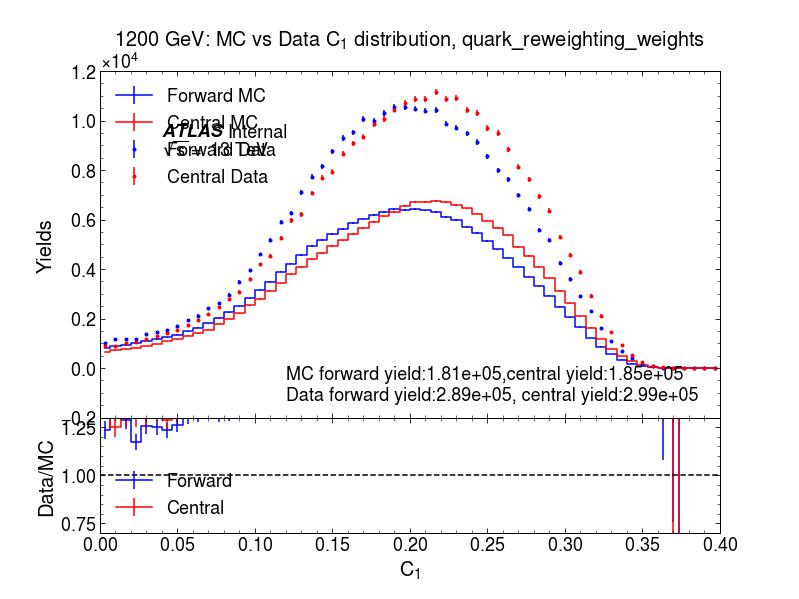 1200 GeV: MC vs Data C₁ distribution, quark_reweighting_weights
×10⁴
1.2
1.0
0.8
0.6
0.4
0.2
0.0
0.2
Yields
Forward MC
Central MC
ATLAS Internal
Forward Data
√s = 13 TeV
Central Data
MC forward yield:1.81e+05,central yield:1.85e+05
Data forward yield:2.89e+05, central yield:2.99e+05
1.25
1.00
0.75
Data/MC
Forward
Central
0.00 0.05 0.10 0.15 0.20 0.25 0.30 0.35 0.40
C₁